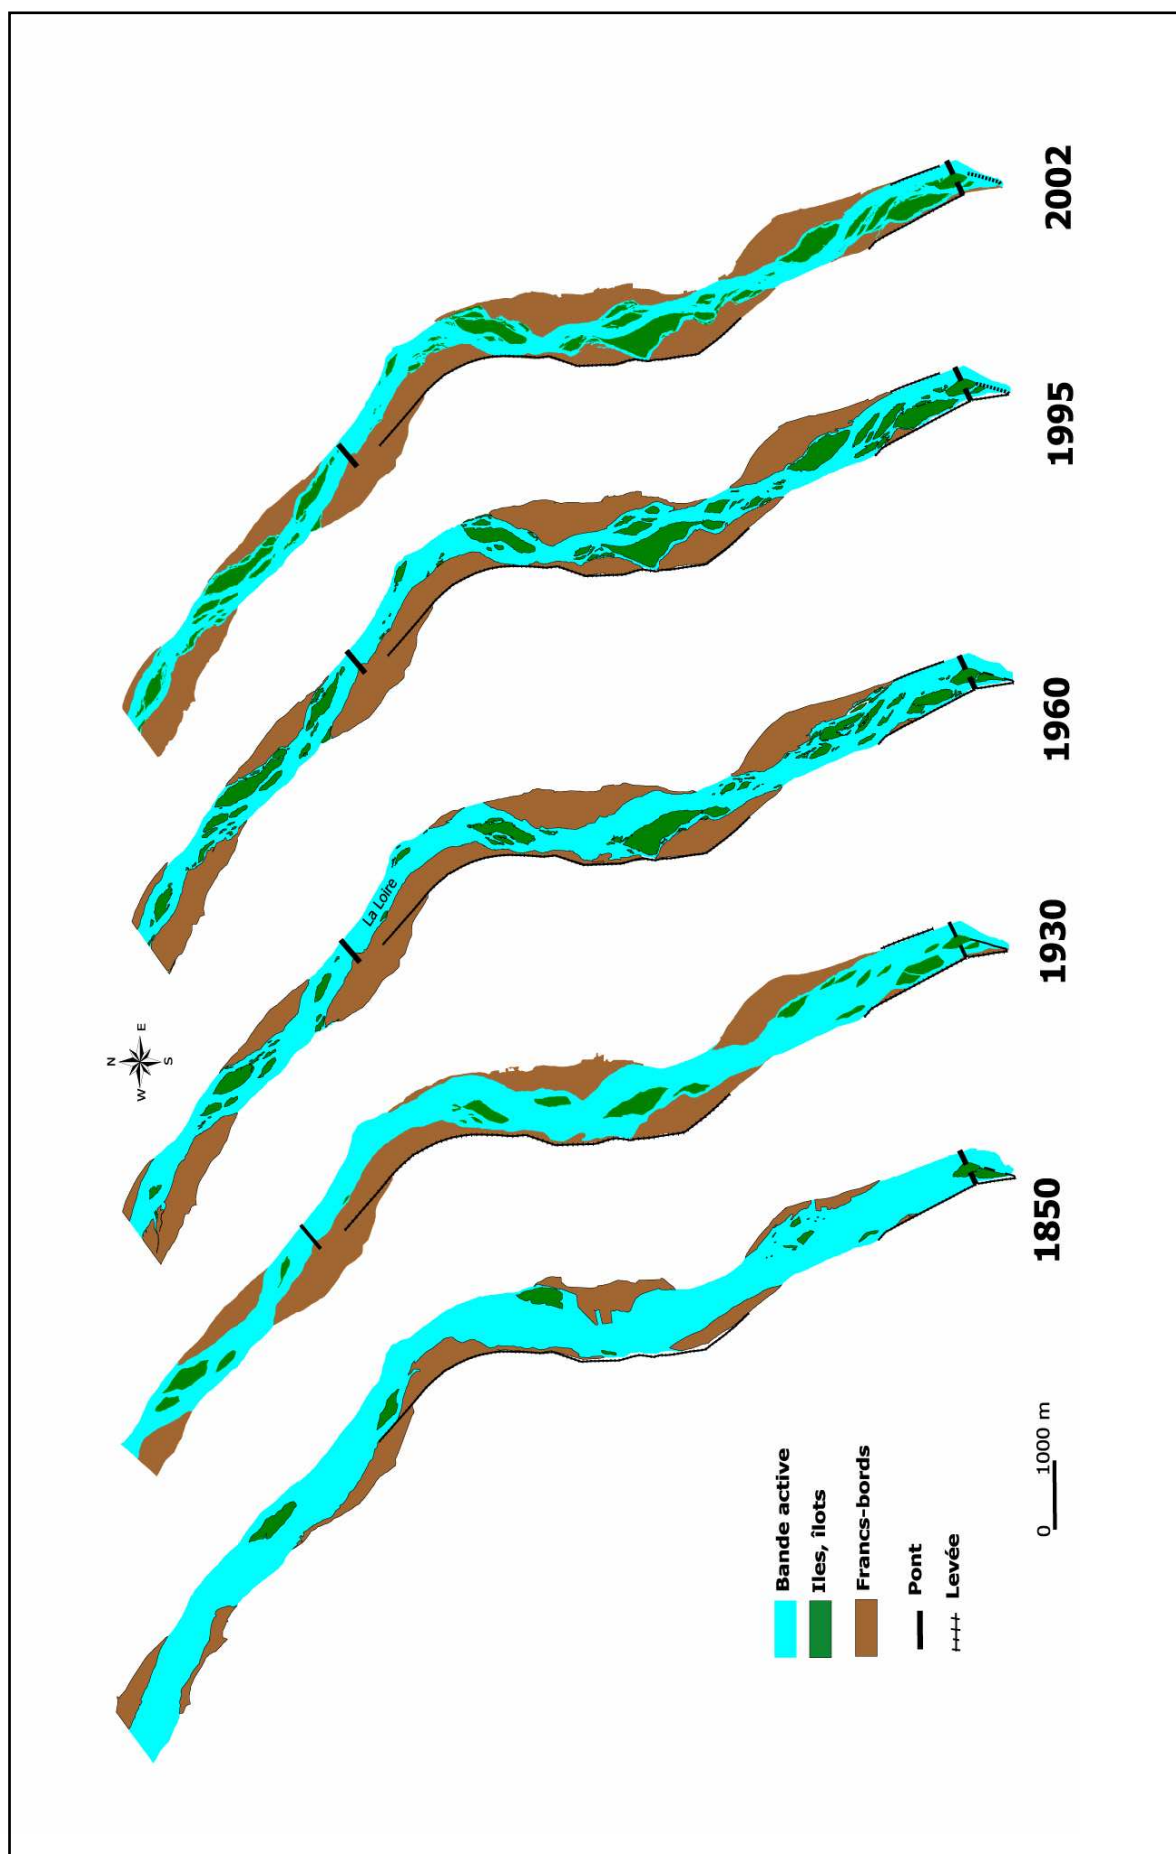 2002
1995
1960
1930
1850
La Loire
N
E
S
W
Bande active
Iles, îlots
Francs-bords
Pont
Levée
0 1000 m